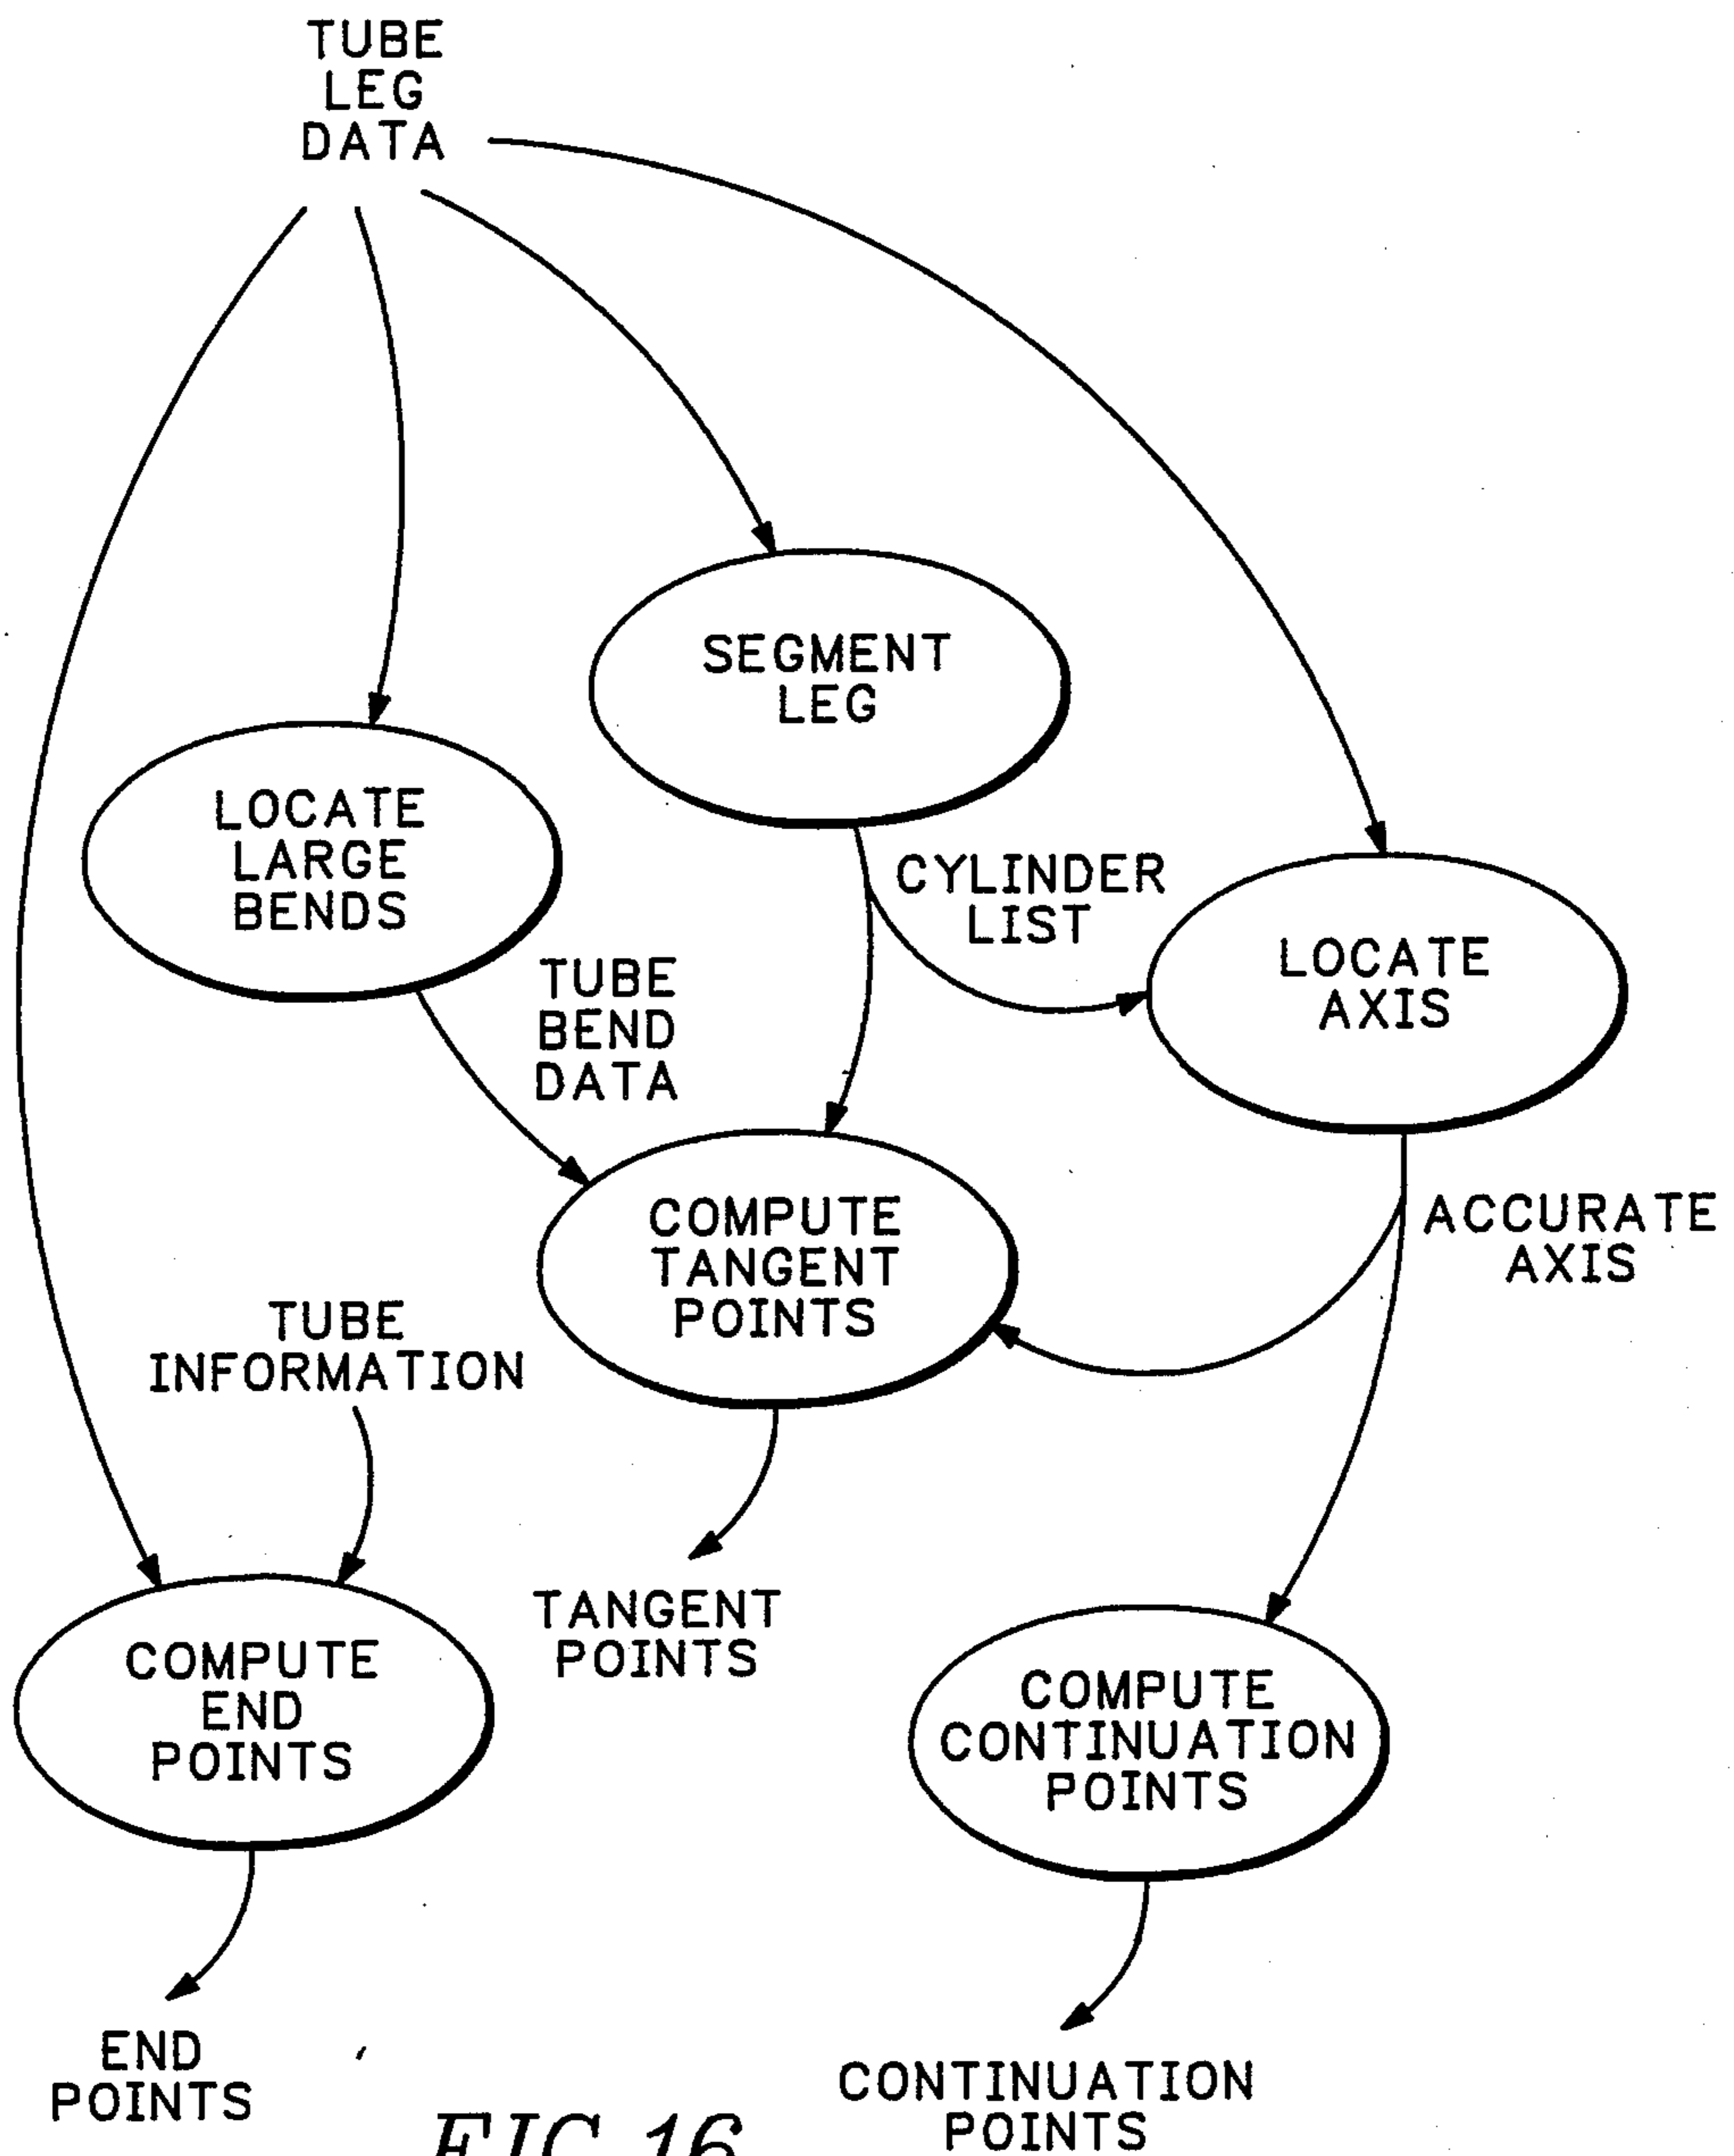 TUBE
LEG
DATA
SEGMENT
LEG
LOCATE
LARGE
BENDS
CYLINDER
LIST
LOCATE
AXIS
TUBE
BEND
DATA
COMPUTE
TANGENT
POINTS
ACCURATE
AXIS
TUBE
INFORMATION
TANGENT
POINTS
COMPUTE
END
POINTS
COMPUTE
CONTINUATION
POINTS
END
POINTS
CONTINUATION
POINTS
FIG. 16